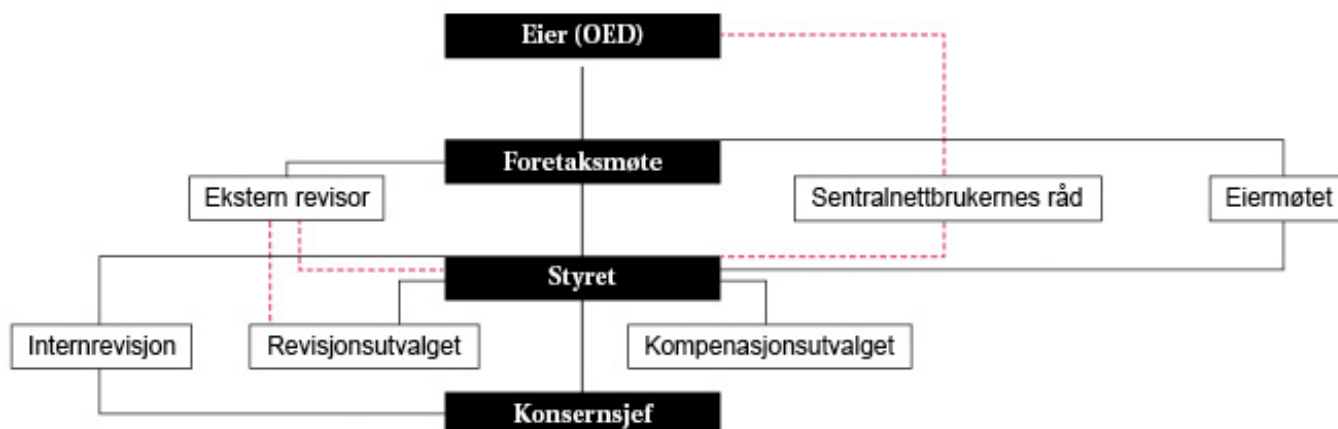 Eier (OED)
Foretaksmøte
Ekstern revisor
Sentralnettbrukernes råd
Eiermøtet
Styret
Internrevisjon
Revisjonsutvalget
Kompenasjonsutvalget
Konsernsjef